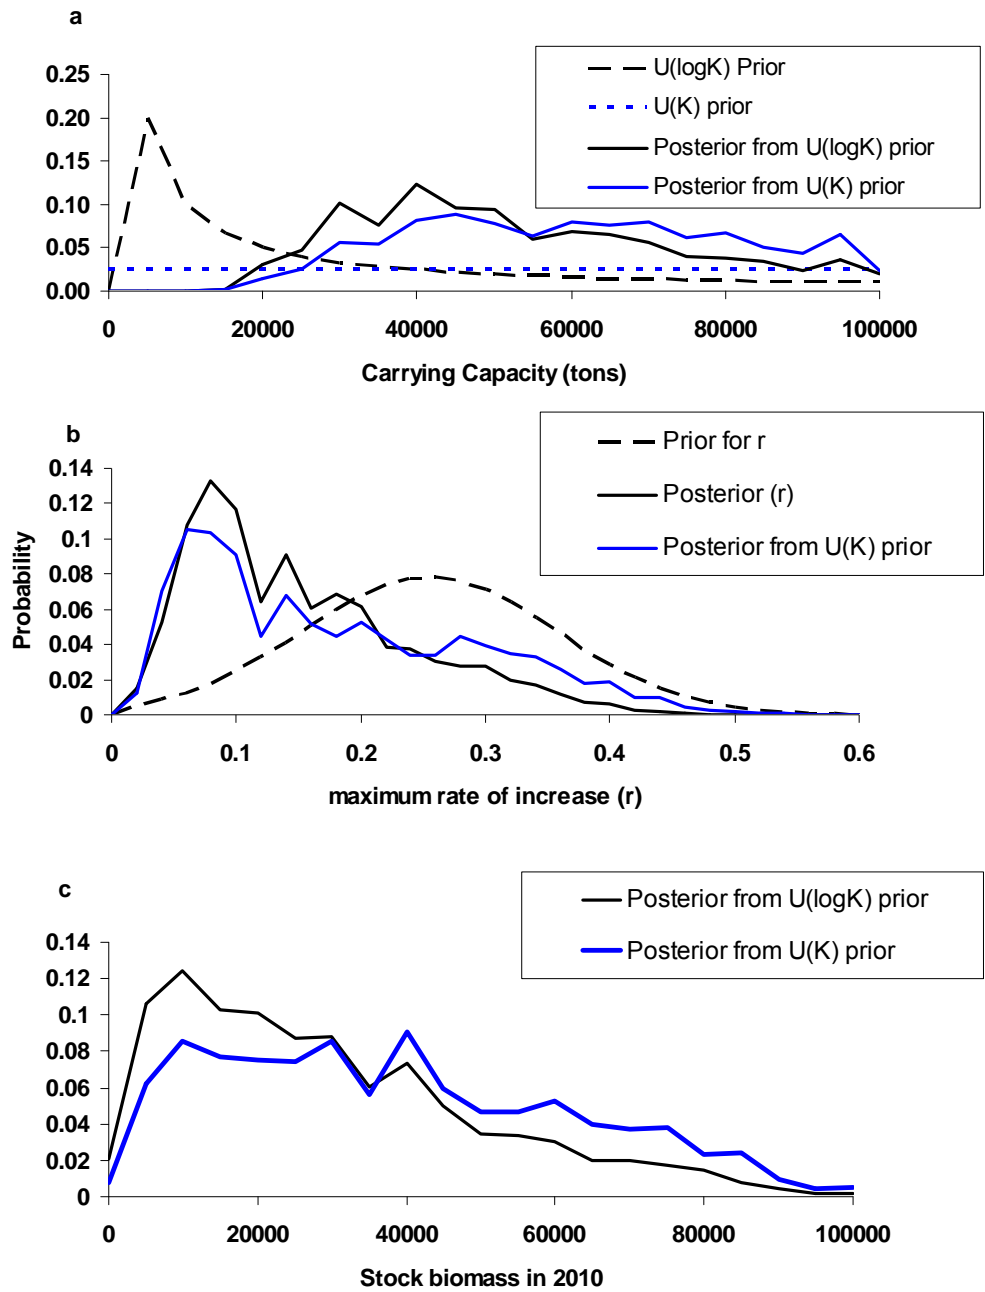 a
U(logK) Prior
U(K) prior
Posterior from U(logK) prior
Posterior from U(K) prior
0.25
0.20
0.15
0.10
0.05
0.00
0 20000 40000 60000 80000 100000
Carrying Capacity (tons)
b
Prior for r
Posterior (r)
Posterior from U(K) prior
Probability
0.14
0.12
0.1
0.08
0.06
0.04
0.02
0
0 0.1 0.2 0.3 0.4 0.5 0.6
maximum rate of increase (r)
c
Posterior from U(logK) prior
Posterior from U(K) prior
0.14
0.12
0.1
0.08
0.06
0.04
0.02
0
0 20000 40000 60000 80000 100000
Stock biomass in 2010